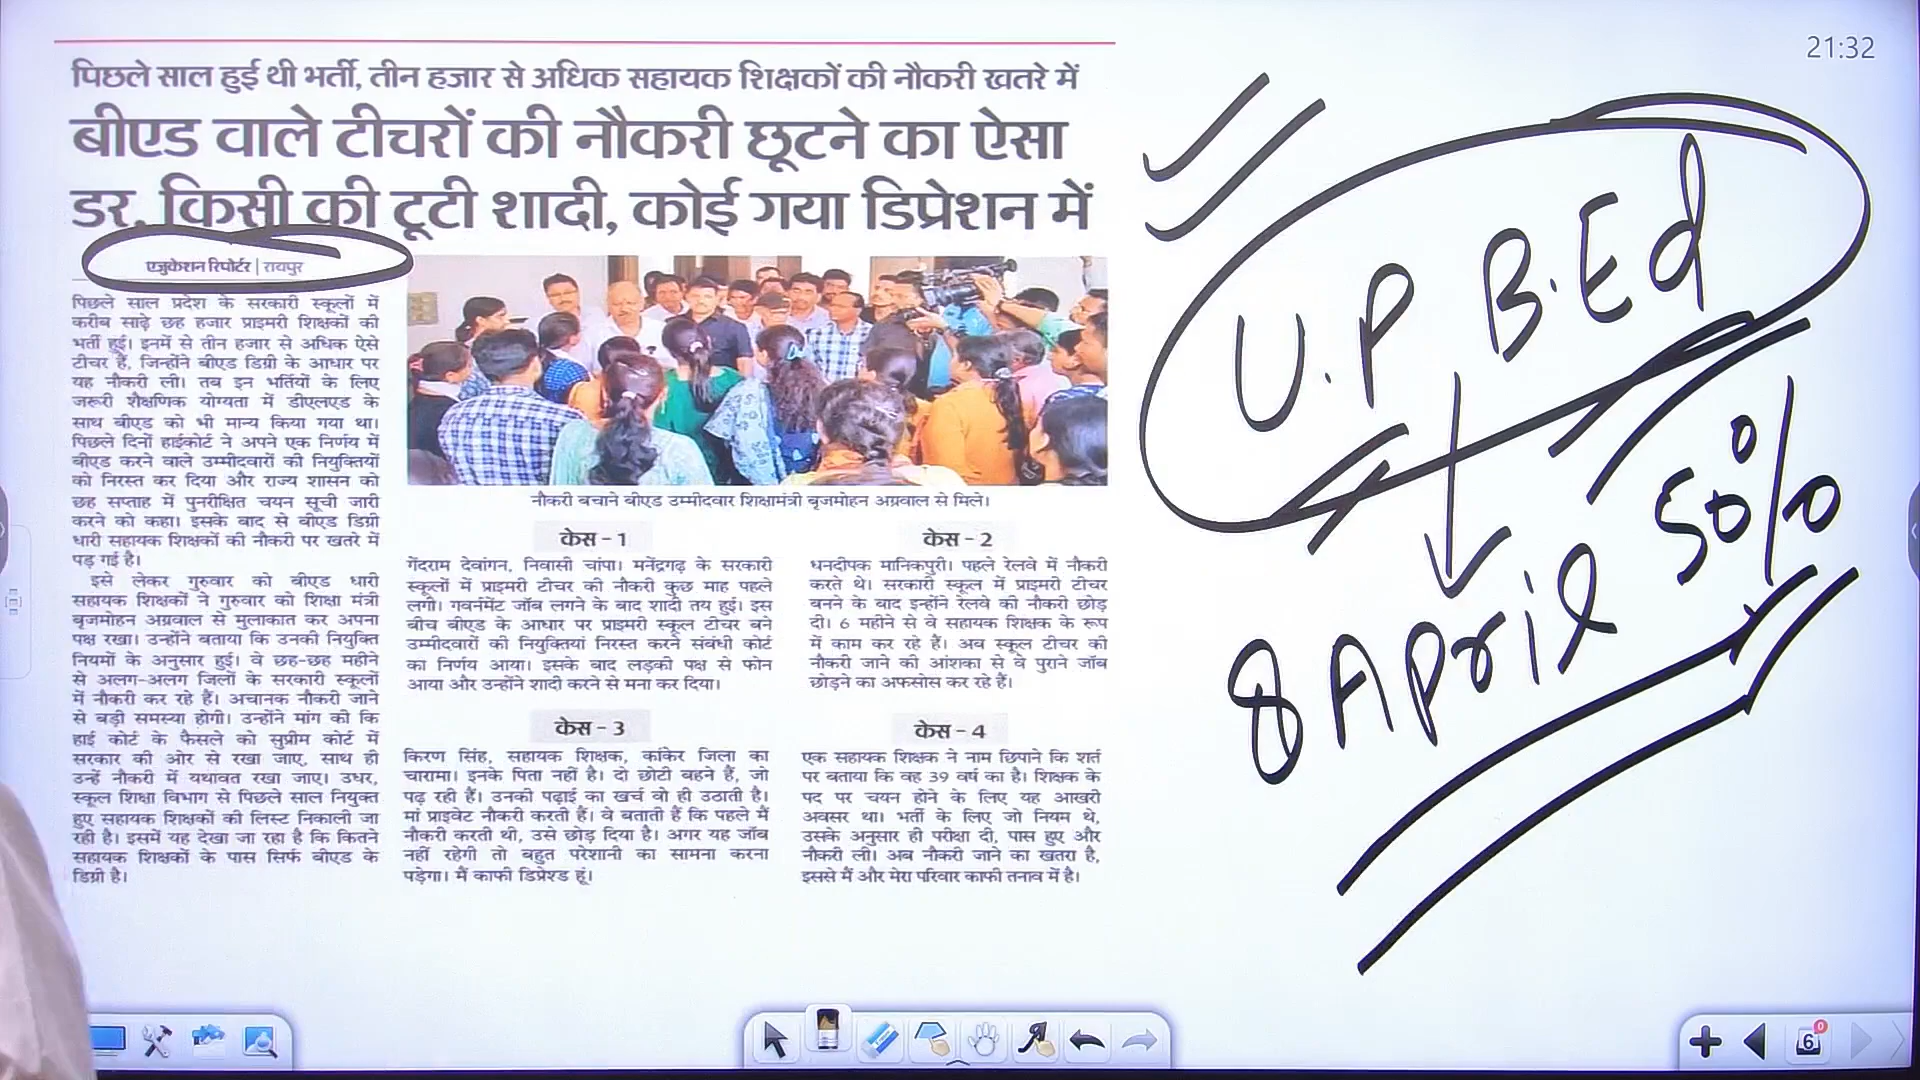 21:32
पिछले साल हुई थी भर्ती, तीन हजार से अधिक सहायक शिक्षकों की नौकरी खतरे में
बीएड वाले टीचरों की नौकरी छूटने का ऐसा
डर, किसी की टूटी शादी, कोई गया डिप्रेशन में
एजुकेशन रिपोर्टर | रायपुर
पिछले साल प्रदेश के सरकारी स्कूलों में
करीब साढ़े छह हजार प्राइमरी शिक्षकों की
भर्ती हुई। इनमें से तीन हजार से अधिक ऐसे
टीचर हैं, जिन्होंने बीएड डिग्री के आधार पर
यह नौकरी ली। तब इन भर्तियों के लिए
जरूरी शैक्षणिक योग्यता में डीएलएड के
साथ बीएड को भी मान्य किया गया था।
पिछले दिनों हाईकोर्ट ने अपने एक निर्णय में
बीएड करने वाले उम्मीदवारों की नियुक्तियों
को निरस्त कर दिया और राज्य शासन को
छह सप्ताह में पुनरीक्षित चयन सूची जारी
करने को कहा। इसके बाद से बीएड डिग्री
धारी सहायक शिक्षकों की नौकरी पर खतरे में
पड़ गई है।
इसे लेकर गुरुवार को बीएड धारी
सहायक शिक्षकों ने गुरुवार को शिक्षा मंत्री
बृजमोहन अग्रवाल से मुलाकात कर अपना
पक्ष रखा। उन्होंने बताया कि उनकी नियुक्ति
नियमों के अनुसार हुई। वे छह-छह महीने
से अलग-अलग जिलों के सरकारी स्कूलों
में नौकरी कर रहे हैं। अचानक नौकरी जाने
से बड़ी समस्या होगी। उन्होंने मांग की कि
हाई कोर्ट के फैसले को सुप्रीम कोर्ट में
सरकार की ओर से रखा जाए, साथ ही
उन्हें नौकरी में यथावत रखा जाए। उधर,
स्कूल शिक्षा विभाग से पिछले साल नियुक्त
हुए सहायक शिक्षकों की लिस्ट निकाली जा
रही है। इसमें यह देखा जा रहा है कि कितने
सहायक शिक्षकों के पास सिर्फ बीएड के
डिग्री है।
नौकरी बचाने बीएड उम्मीदवार शिक्षामंत्री बृजमोहन अग्रवाल से मिले।
केस - 1
गेंदराम देवांगन, निवासी चांपा। मनेंद्रगढ़ के सरकारी
स्कूलों में प्राइमरी टीचर की नौकरी कुछ माह पहले
लगी। गवर्नमेंट जॉब लगने के बाद शादी तय हुई। इस
बीच बीएड के आधार पर प्राइमरी स्कूल टीचर बने
उम्मीदवारों की नियुक्तियां निरस्त करने संबंधी कोर्ट
का निर्णय आया। इसके बाद लड़की पक्ष से फोन
आया और उन्होंने शादी करने से मना कर दिया।
केस - 2
धनदीपक मानिकपुरी। पहले रेलवे में नौकरी
करते थे। सरकारी स्कूल में प्राइमरी टीचर
बनने के बाद इन्होंने रेलवे की नौकरी छोड़
दी। 6 महीने से वे सहायक शिक्षक के रूप
में काम कर रहे हैं। अब स्कूल टीचर की
नौकरी जाने की आंशका से वे पुराने जॉब
छोड़ने का अफसोस कर रहे हैं।
केस - 3
किरण सिंह, सहायक शिक्षक, कांकेर जिला का
चारामा। इनके पिता नहीं है। दो छोटी बहने हैं, जो
पढ़ रही हैं। उनकी पढ़ाई का खर्च वो ही उठाती है।
मां प्राइवेट नौकरी करती हैं। वे बताती हैं कि पहले मैं
नौकरी करती थी, उसे छोड़ दिया है। अगर यह जॉब
नहीं रहेगी तो बहुत परेशानी का सामना करना
पड़ेगा। मैं काफी डिप्रेश्ड हूं।
केस - 4
एक सहायक शिक्षक ने नाम छिपाने कि शर्त
पर बताया कि वह 39 वर्ष का है। शिक्षक के
पद पर चयन होने के लिए यह आखरी
अवसर था। भर्ती के लिए जो नियम थे,
उसके अनुसार ही परीक्षा दी, पास हुए और
नौकरी ली। अब नौकरी जाने का खतरा है,
इससे मैं और मेरा परिवार काफी तनाव में है।
U.P B.Ed
50%
8 April
6
0